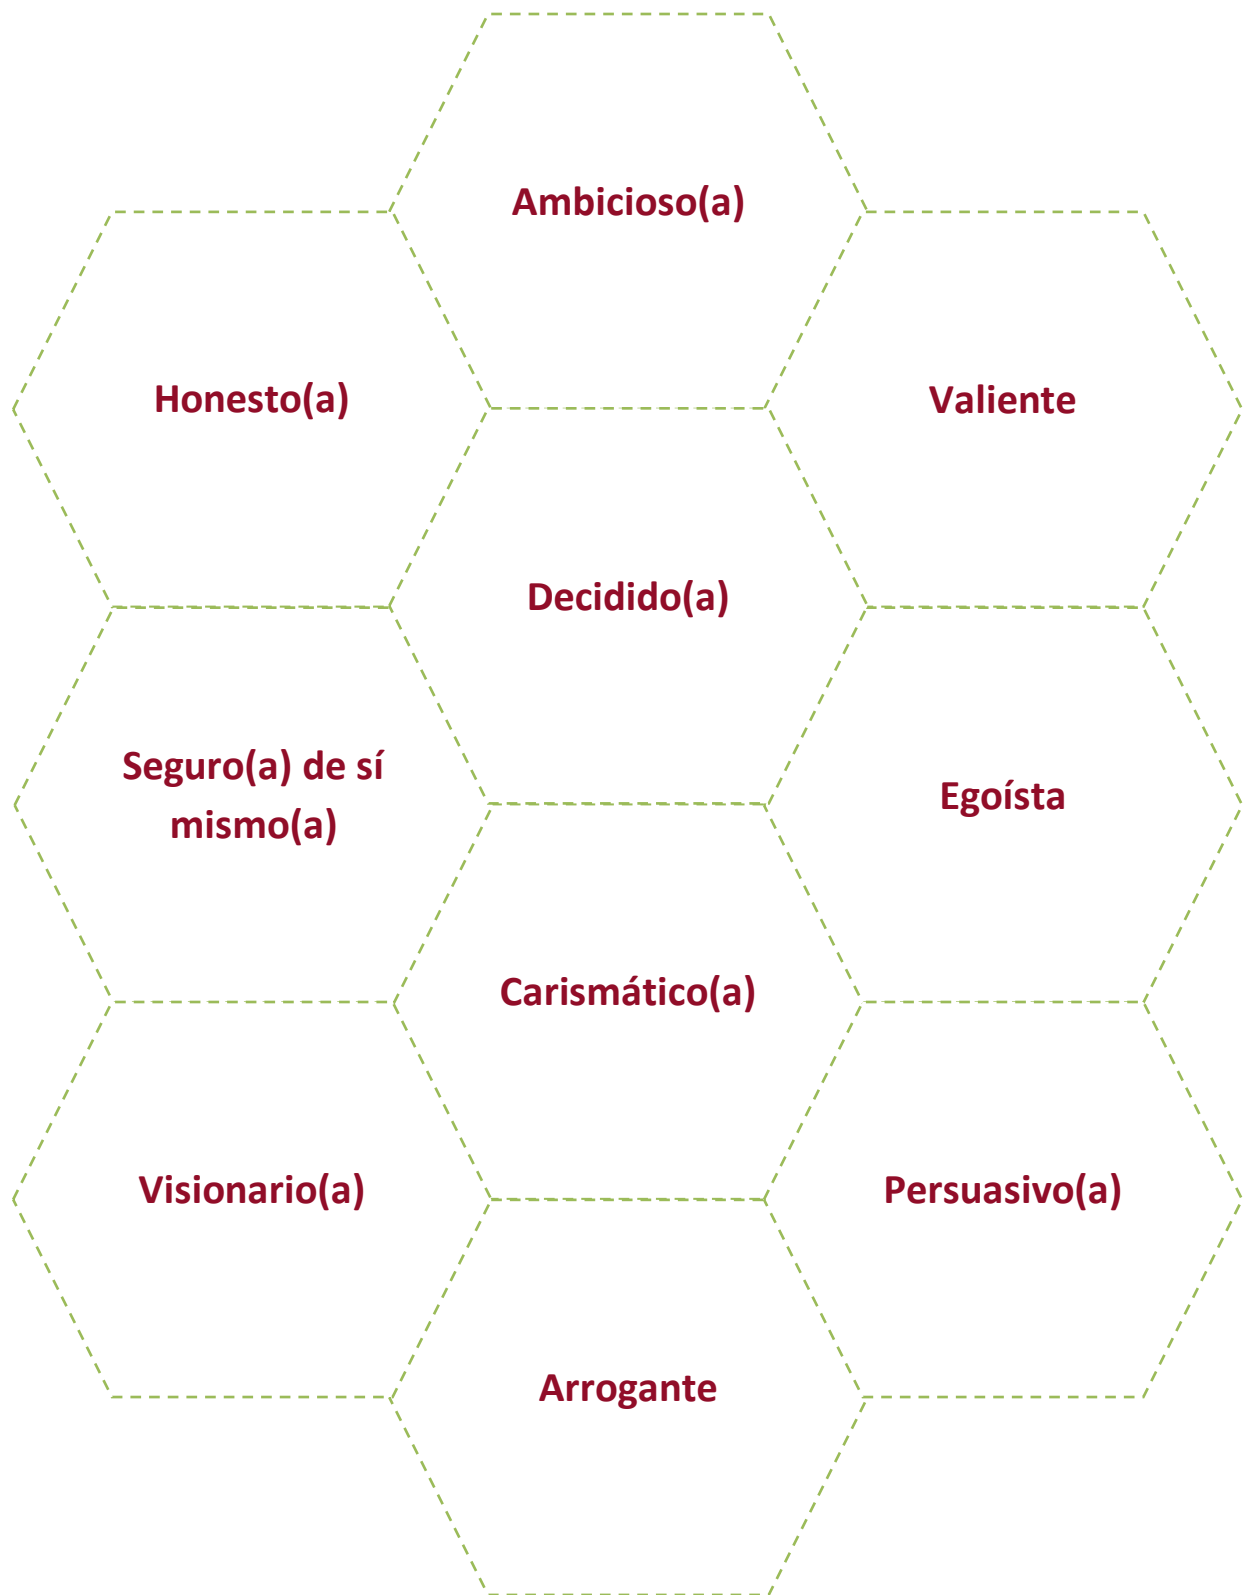 Ambicioso(a)
Honesto(a)
Valiente
Decidido(a)
Seguro(a) de sí
mismo(a)
Egoísta
Carismático(a)
Visionario(a)
Persuasivo(a)
Arrogante